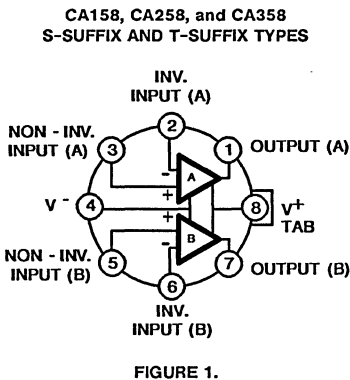 CA158, CA258, and CA358
S-SUFFIX AND T-SUFFIX TYPES
INV.
INPUT (A)
2
NON - INV.
INPUT (A)
3
1
OUTPUT (A)
A
-
+
V -
4
8
V+
TAB
+
B
-
NON - INV.
INPUT (B)
5
7
OUTPUT (B)
6
INV.
INPUT (B)
FIGURE 1.